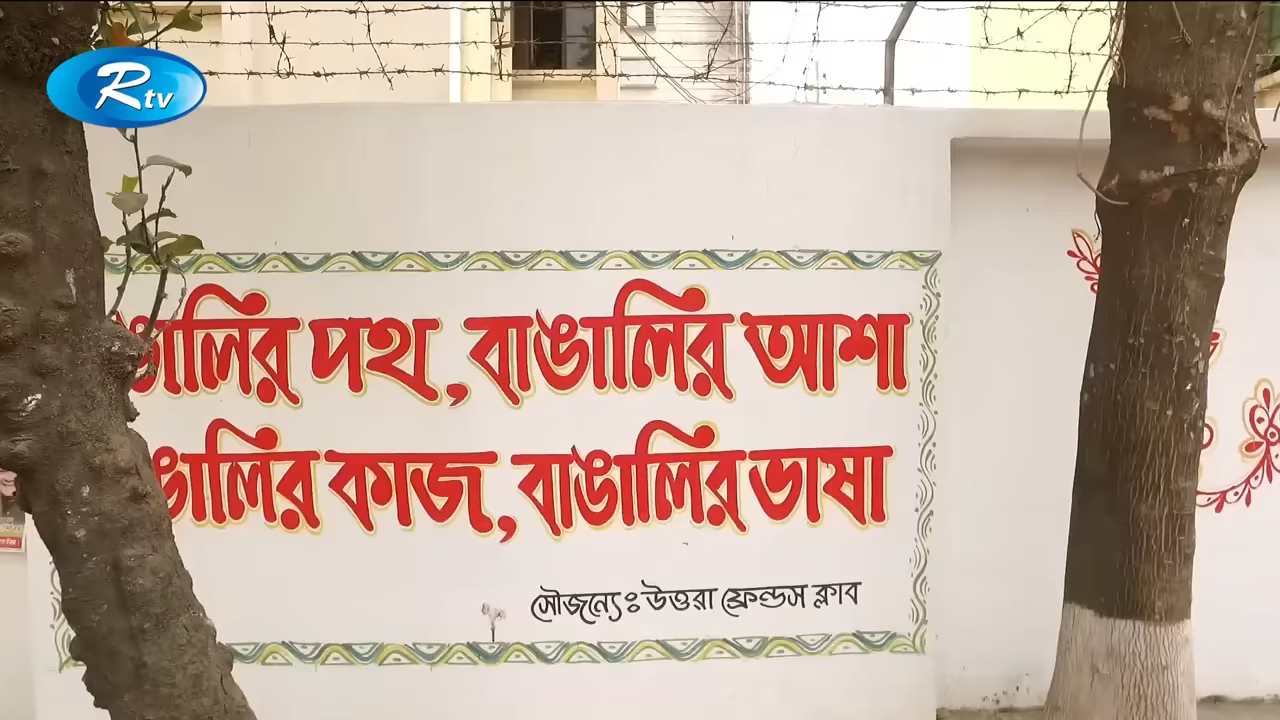 Rtv
ঙালির পথ, বাঙালির আশা
ঙালির কাজ, বাঙালির ভাষা
সৌজন্যেঃ উত্তরা ফ্রেন্ডস ক্লাব